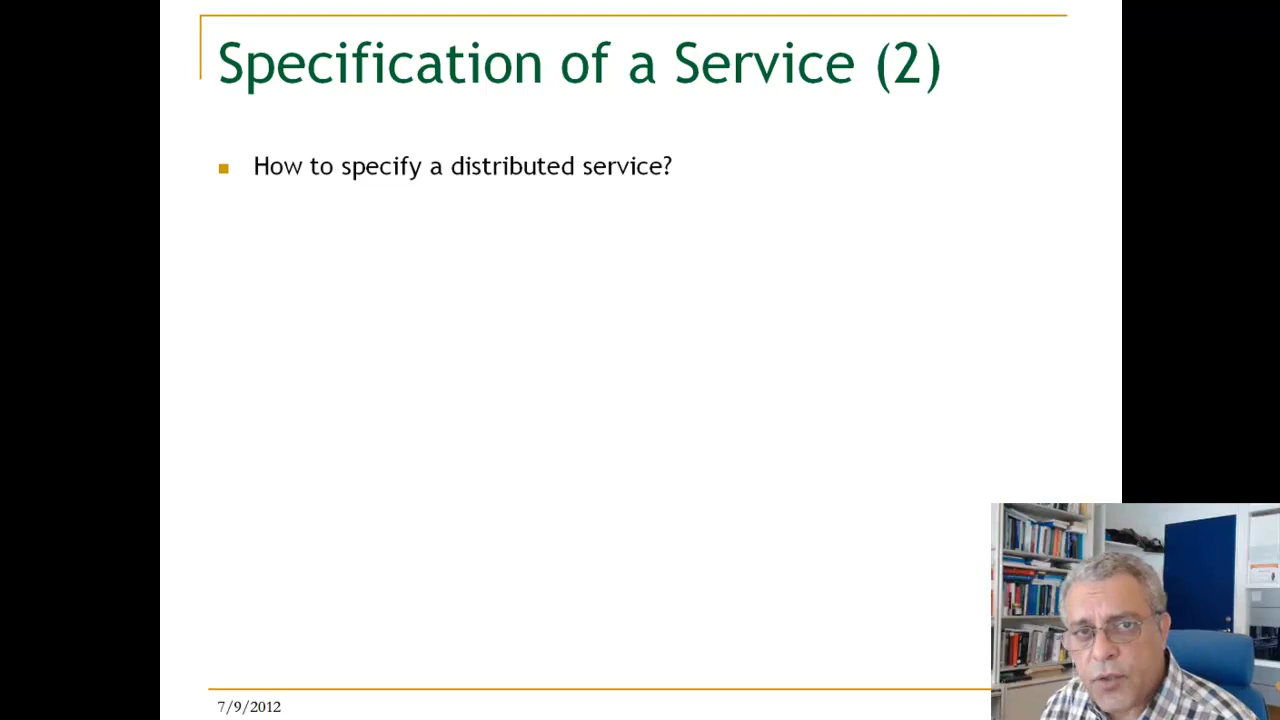 Specification of a Service (2)
How to specify a distributed service?
7/9/2012